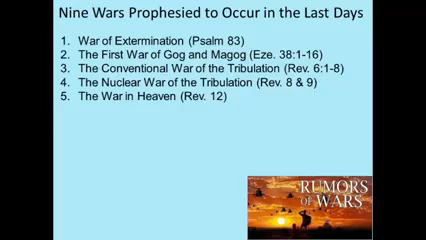 Nine Wars Prophesied to Occur in the Last Days
1. War of Extermination (Psalm 83)
2. The First War of Gog and Magog (Eze. 38:1-16)
3. The Conventional War of the Tribulation (Rev. 6:1-8)
4. The Nuclear War of the Tribulation (Rev. 8 & 9)
5. The War in Heaven (Rev. 12)
RUMORS
OF WARS